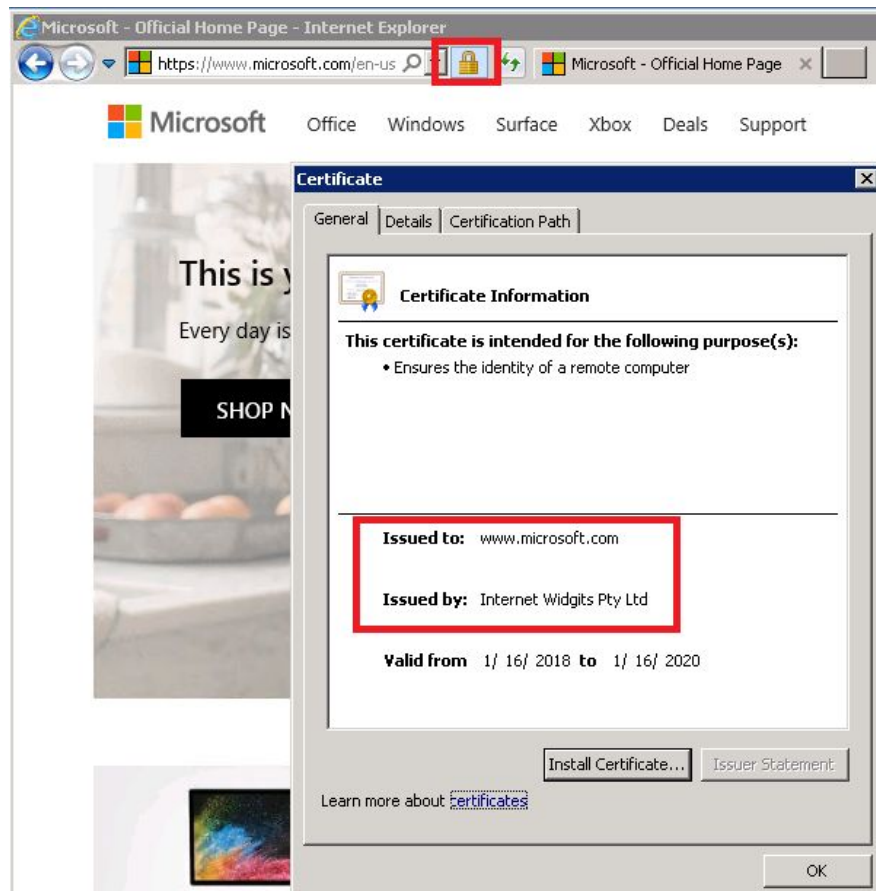 Microsoft - Official Home Page - Internet Explorer
https://www.microsoft.com/en-us
Microsoft - Official Home Page
Microsoft Office Windows Surface Xbox Deals Support
Certificate
General Details Certification Path
Certificate Information
This certificate is intended for the following purpose(s):
• Ensures the identity of a remote computer
This is
Every day is
SHOP
Issued to: www.microsoft.com
Issued by: Internet Widgits Pty Ltd
Valid from 1/ 16/ 2018 to 1/ 16/ 2020
Install Certificate... Issuer Statement
Learn more about certificates
OK